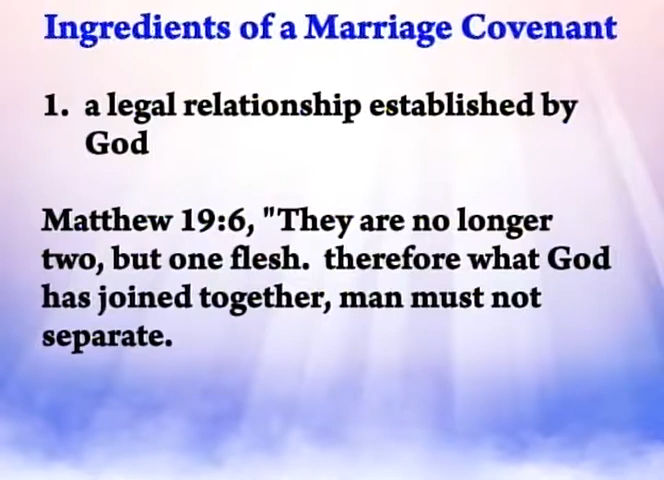 Ingredients of a Marriage Covenant
1. a legal relationship established by
God
Matthew 19:6, "They are no longer
two, but one flesh. therefore what God
has joined together, man must not
separate.